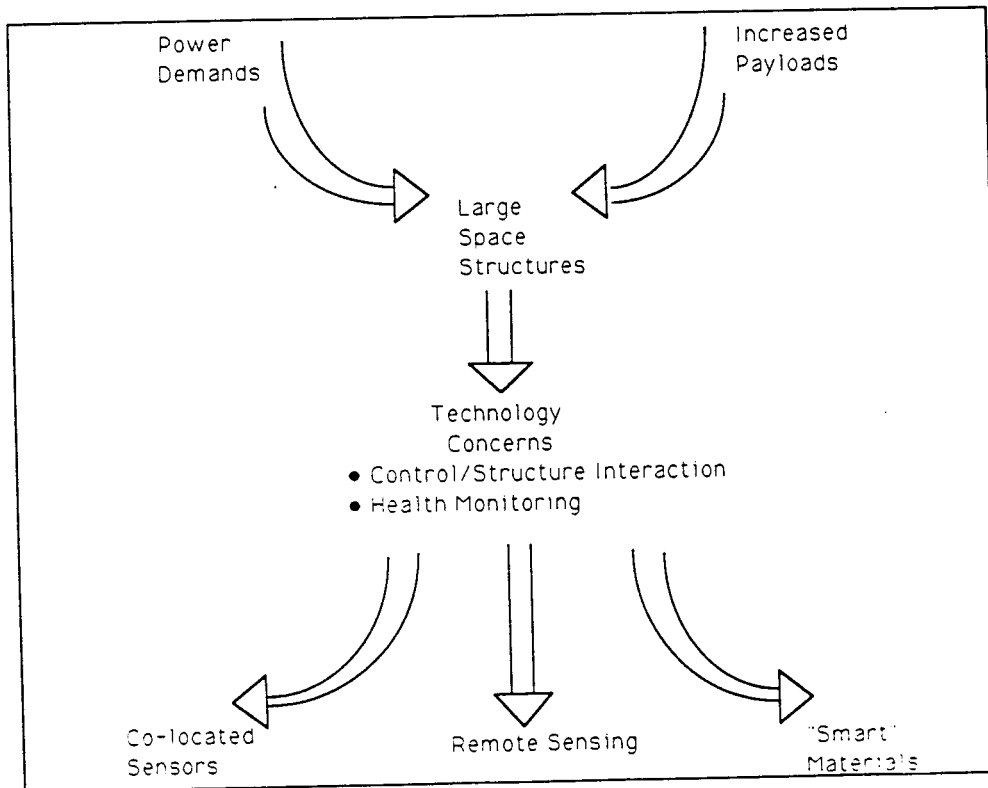 Power
Demands
Increased
Payloads
Large
Space
Structures
Technology
Concerns
• Control/Structure Interaction
• Health Monitoring
Co-located
Sensors
Remote Sensing
"Smart"
Materials